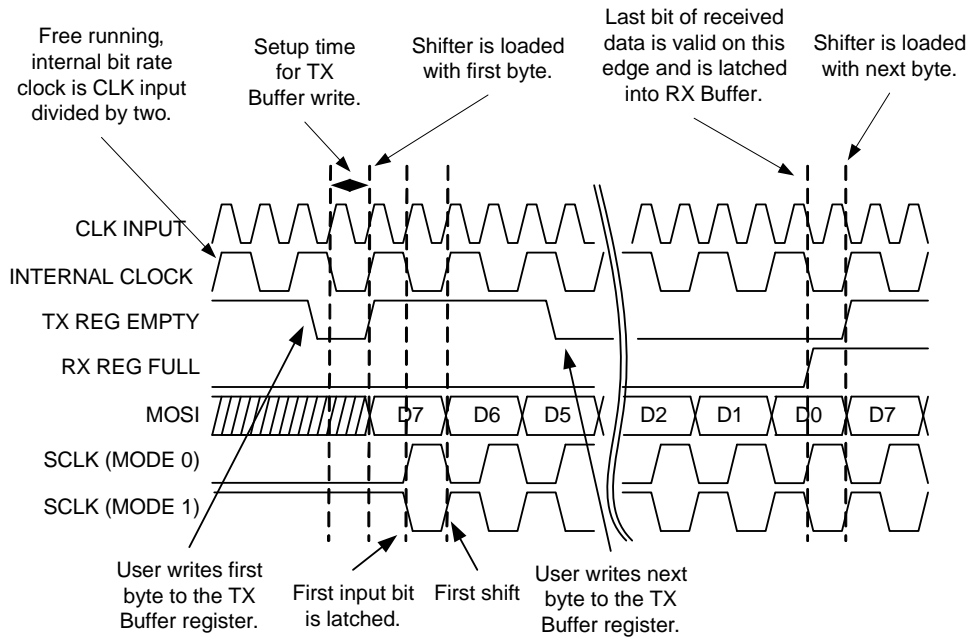 Free running,
internal bit rate
clock is CLK input
divided by two.
Setup time
for TX
Buffer write.
Shifter is loaded
with first byte.
Last bit of received
data is valid on this
edge and is latched
into RX Buffer.
Shifter is loaded
with next byte.
CLK INPUT
INTERNAL CLOCK
TX REG EMPTY
RX REG FULL
MOSI
D7
D6
D5
D2
D1
D0
D7
SCLK (MODE 0)
SCLK (MODE 1)
User writes first
byte to the TX
Buffer register.
First input bit
is latched.
First shift
User writes next
byte to the TX
Buffer register.